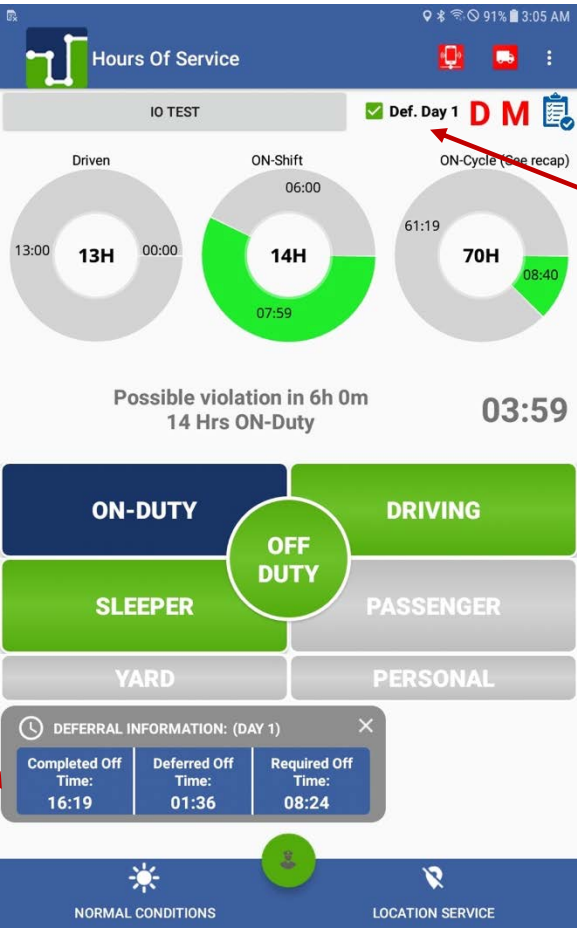 91% 3:05 AM
Hours Of Service
IO TEST
Def. Day 1 D M
Driven
ON-Shift
ON-Cycle (See recap)
13:00
13H
00:00
06:00
14H
07:59
61:19
70H
08:40
Possible violation in 6h 0m
14 Hrs ON-Duty
03:59
ON-DUTY
DRIVING
OFF
DUTY
SLEEPER
PASSENGER
YARD
PERSONAL
DEFERRAL INFORMATION: (DAY 1)
Completed Off
Time:
16:19
Deferred Off
Time:
01:36
Required Off
Time:
08:24
NORMAL CONDITIONS
LOCATION SERVICE